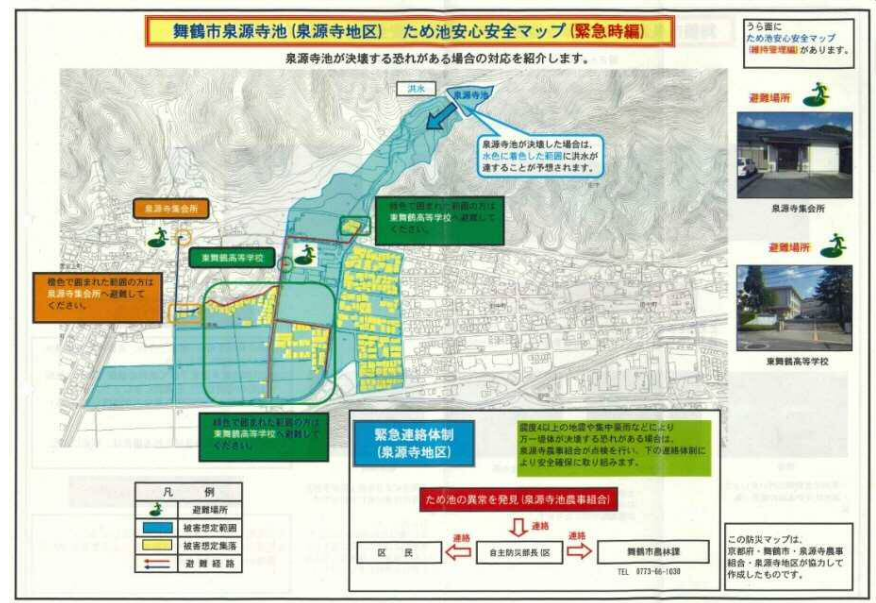 舞鶴市泉源寺池(泉源寺地区) ため池安心安全マップ(緊急時編)
泉源寺池が決壊する恐れがある場合の対応を紹介します。
うら面に
ため池安心安全マップ
(維持管理編)があります。
洪水
泉源寺池
泉源寺池が決壊した場合は、
水色に着色した範囲に洪水が
達することが予想されます。
避難場所
泉源寺集会所
避難場所
東舞鶴高等学校
泉源寺集会所
緑色で囲まれた範囲の方は
東舞鶴高等学校へ避難して
ください。
東舞鶴高等学校
橙色で囲まれた範囲の方は
泉源寺集会所へ避難して
ください。
緑色で囲まれた範囲の方は
東舞鶴高等学校へ避難して
ください。
緊急連絡体制
(泉源寺地区)
震度4以上の地震や集中豪雨などにより
万一堤体が決壊する恐れがある場合は、
泉源寺農事組合が点検を行い、下の連絡体制に
より安全確保に取り組みます。
ため池の異常を発見(泉源寺池農事組合)
連絡
区民
連絡
自主防災部長(区
連絡
舞鶴市農林課
TEL 0773-66-1030
凡例
避難場所
被害想定範囲
被害想定集落
避難経路
この防災マップは、
京都府・舞鶴市・泉源寺農事
組合・泉源寺地区が協力して
作成したものです。